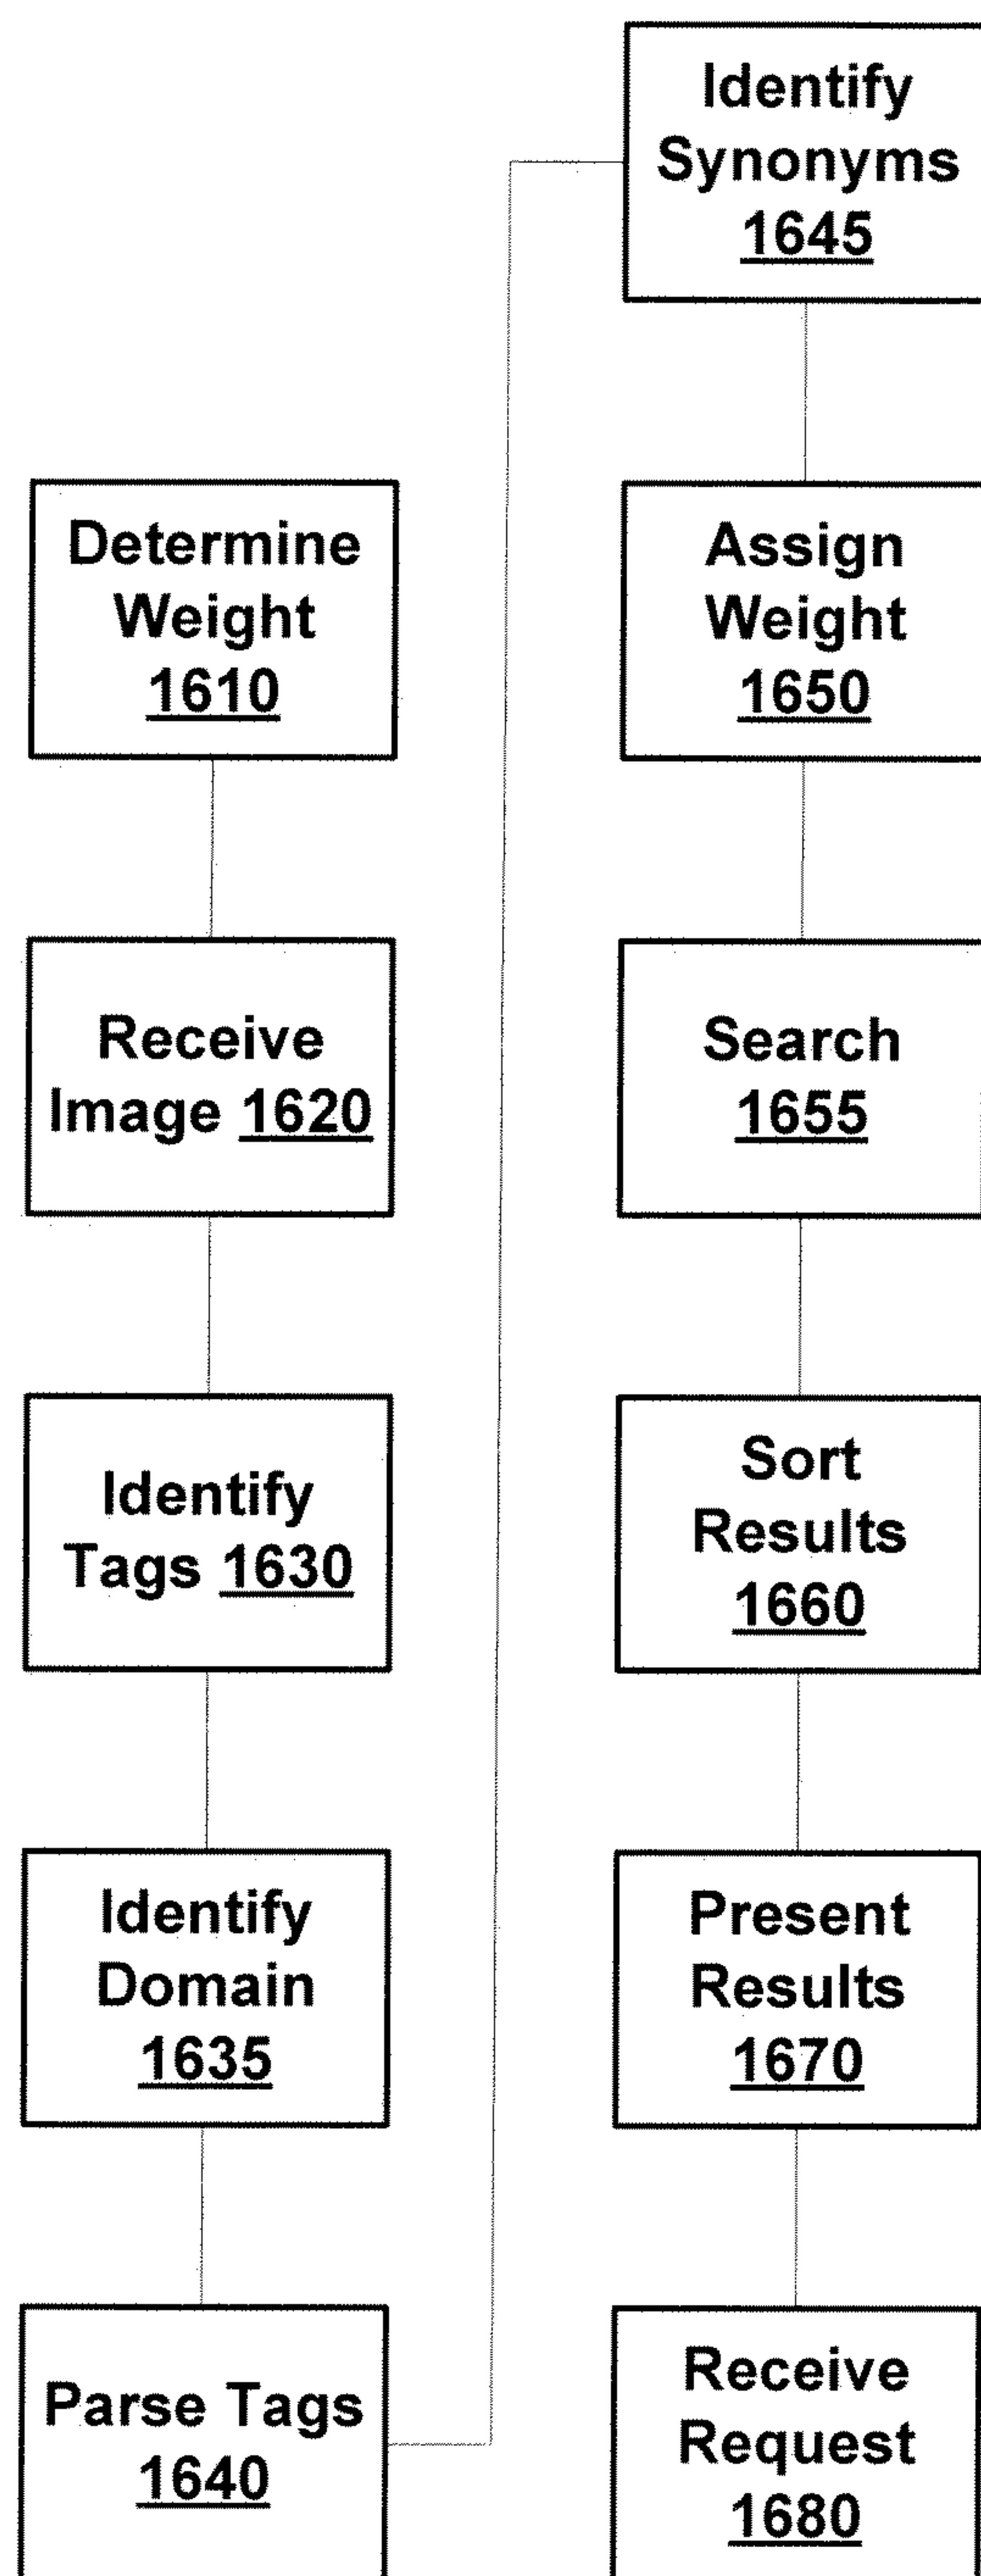 Determine
Weight
1610
Receive
Image 1620
Identify
Tags 1630
Identify
Domain
1635
Parse Tags
1640
Identify
Synonyms
1645
Assign
Weight
1650
Search
1655
Sort
Results
1660
Present
Results
1670
Receive
Request
1680